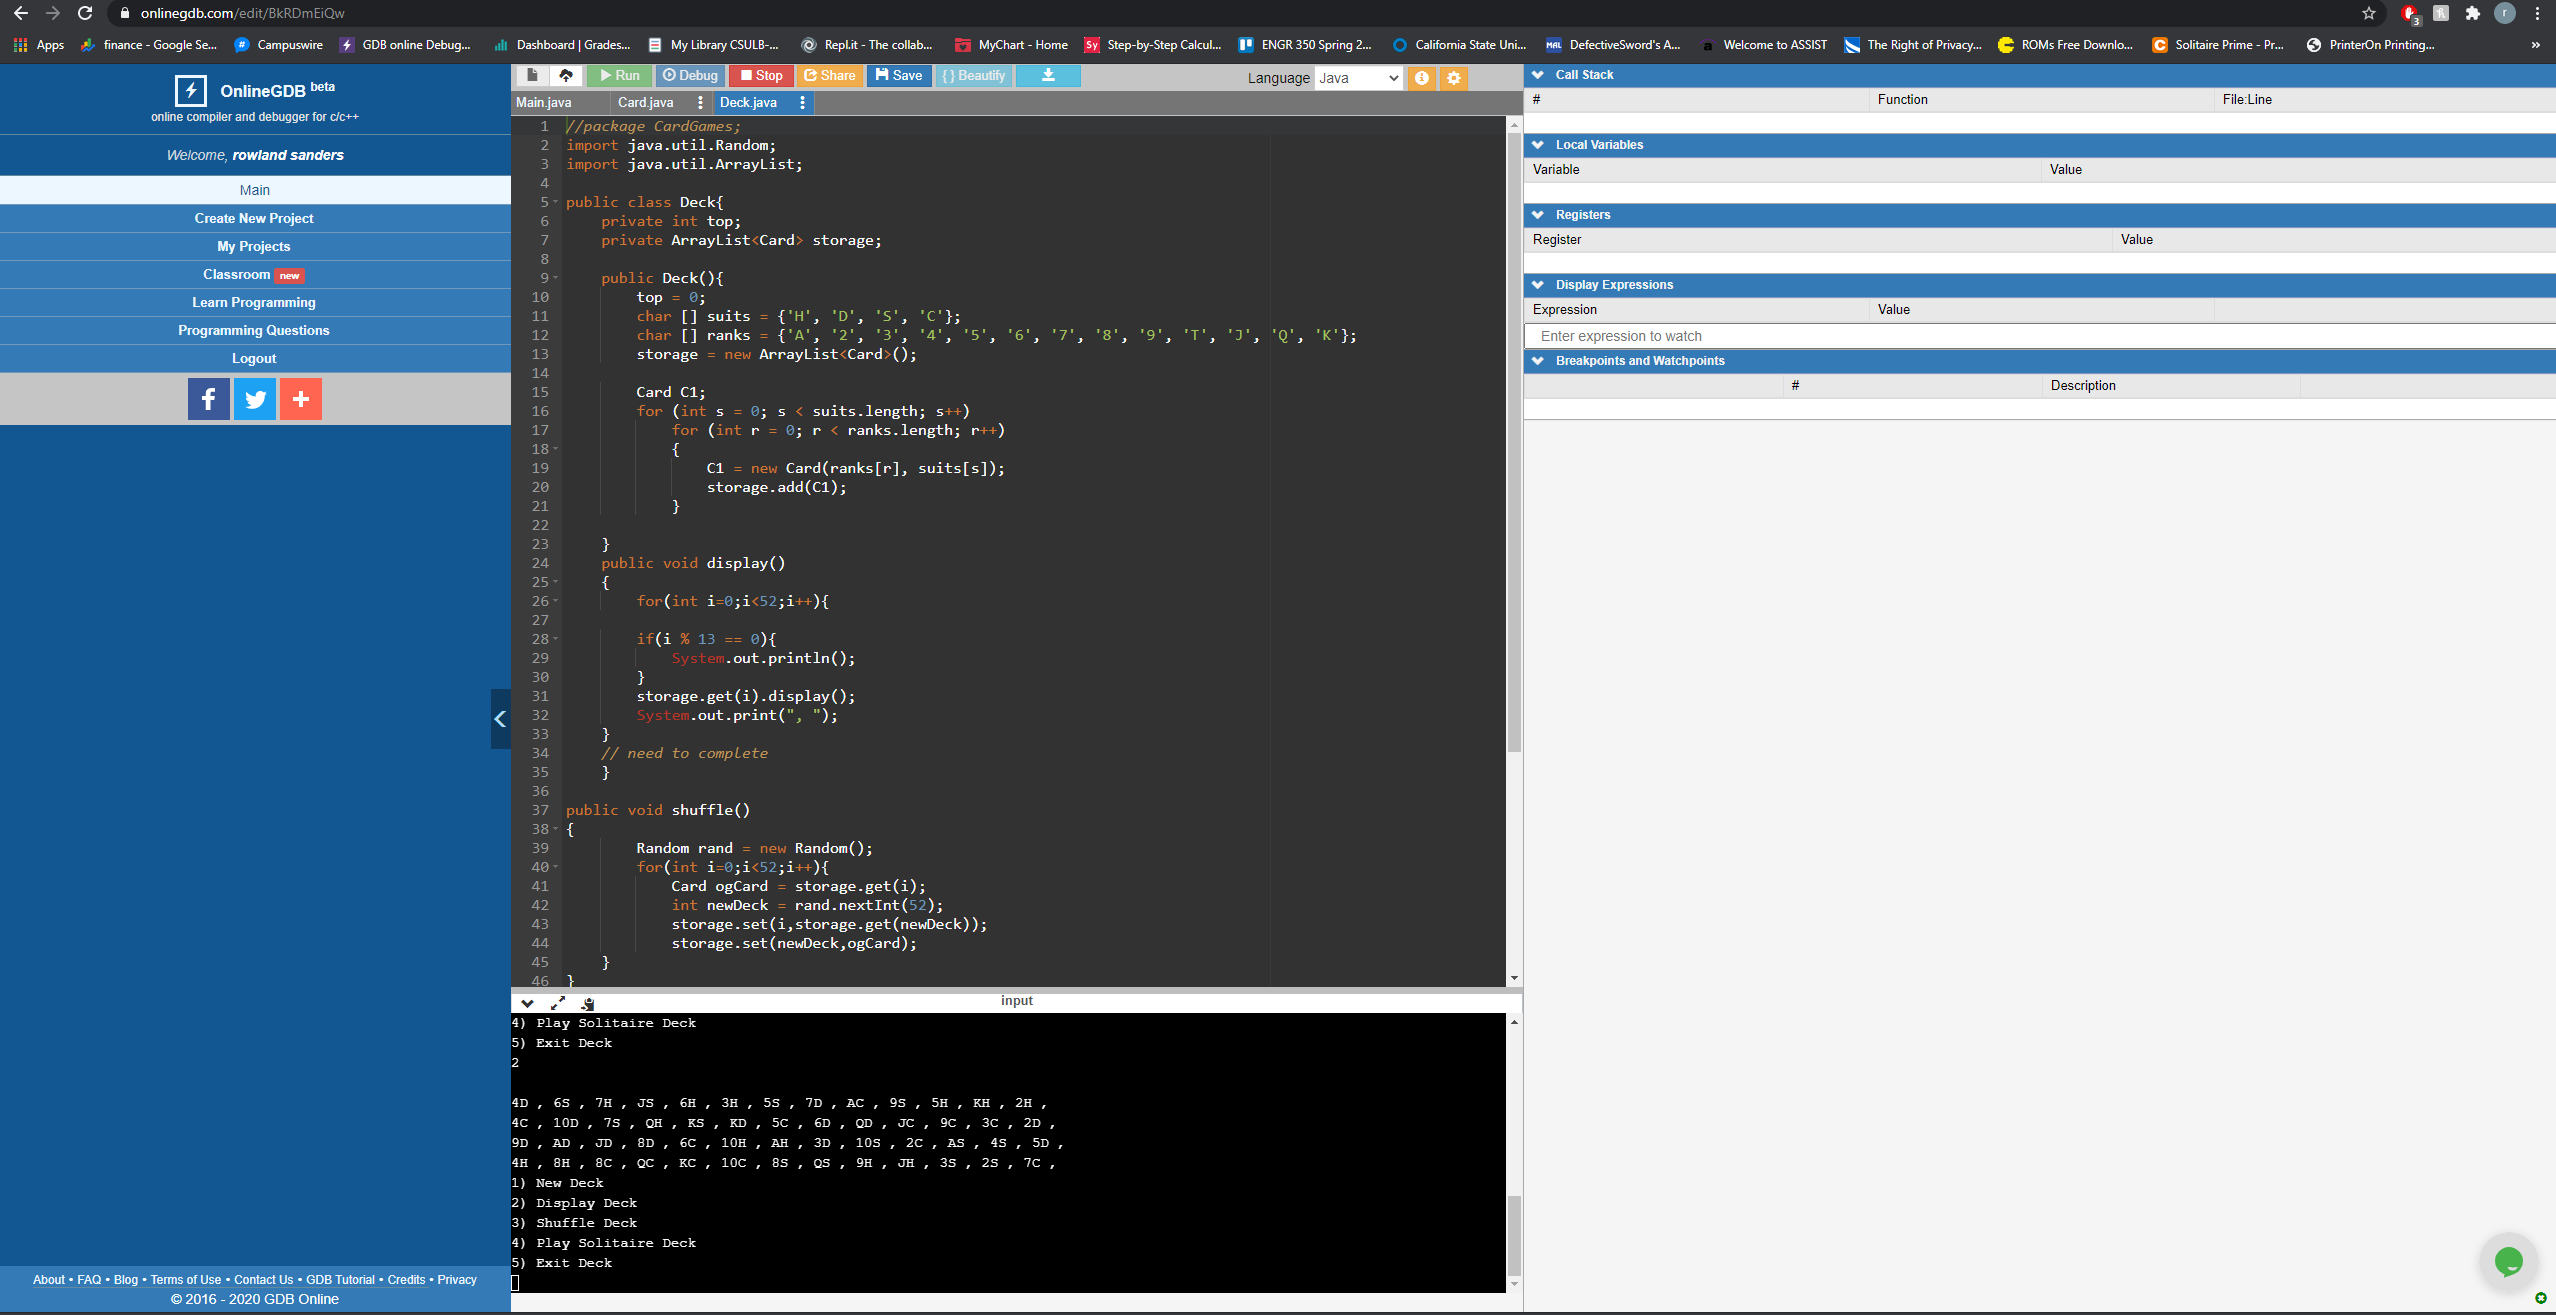 onlinegdb.com/edit/BkRDmEiQw
Apps finance - Google Se... Campuswire GDB online Debug... Dashboard | Grades... My Library CSULB-... Repl.it - The collab... MyChart - Home Sy Step-by-Step Calcul... ENGR 350 Spring 2... California State Uni... MAL DefectiveSword's A... a Welcome to ASSIST The Right of Privacy... ROMs Free Downlo... C Solitaire Prime - Pr... PrinterOn Printing... »
OnlineGDB beta
online compiler and debugger for c/c++
Welcome, rowland sanders
Main
Create New Project
My Projects
Classroom new
Learn Programming
Programming Questions
Logout
About • FAQ • Blog • Terms of Use • Contact Us • GDB Tutorial • Credits • Privacy
© 2016 - 2020 GDB Online
Run Debug Stop Share Save {} Beautify Language Java
Main.java Card.java Deck.java
1 //package CardGames;
2 import java.util.Random;
3 import java.util.ArrayList;
4
5 public class Deck{
6 private int top;
7 private ArrayList<Card> storage;
8
9 public Deck(){
10 top = 0;
11 char [] suits = {'H', 'D', 'S', 'C'};
12 char [] ranks = {'A', '2', '3', '4', '5', '6', '7', '8', '9', 'T', 'J', 'Q', 'K'};
13 storage = new ArrayList<Card>();
14
15 Card C1;
16 for (int s = 0; s < suits.length; s++)
17 for (int r = 0; r < ranks.length; r++)
18 {
19 C1 = new Card(ranks[r], suits[s]);
20 storage.add(C1);
21 }
22
23 }
24 public void display()
25 {
26 for(int i=0;i<52;i++){
27
28 if(i % 13 == 0){
29 System.out.println();
30 }
31 storage.get(i).display();
32 System.out.print(", ");
33 }
34 // need to complete
35 }
36
37 public void shuffle()
38 {
39 Random rand = new Random();
40 for(int i=0;i<52;i++){
41 Card ogCard = storage.get(i);
42 int newDeck = rand.nextInt(52);
43 storage.set(i,storage.get(newDeck));
44 storage.set(newDeck,ogCard);
45 }
46 }
input
4) Play Solitaire Deck
5) Exit Deck
2
4D , 6S , 7H , JS , 6H , 3H , 5S , 7D , AC , 9S , 5H , KH , 2H ,
4C , 10D , 7S , QH , KS , KD , 5C , 6D , QD , JC , 9C , 3C , 2D ,
9D , AD , JD , 8D , 6C , 10H , AH , 3D , 10S , 2C , AS , 4S , 5D ,
4H , 8H , 8C , QC , KC , 10C , 8S , QS , 9H , JH , 3S , 2S , 7C ,
1) New Deck
2) Display Deck
3) Shuffle Deck
4) Play Solitaire Deck
5) Exit Deck
Call Stack
# Function File:Line
Local Variables
Variable Value
Registers
Register Value
Display Expressions
Expression Value
Enter expression to watch
Breakpoints and Watchpoints
# Description